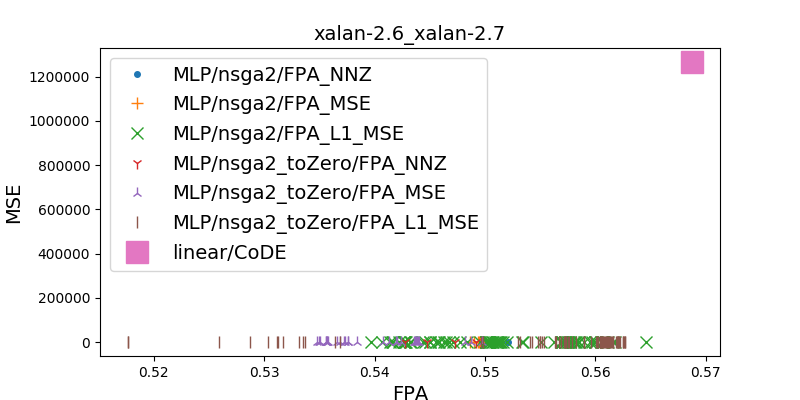 xalan-2.6_xalan-2.7
MSE
1200000
1000000
800000
600000
400000
200000
0
MLP/nsga2/FPA_NNZ
MLP/nsga2/FPA_MSE
MLP/nsga2/FPA_L1_MSE
MLP/nsga2_toZero/FPA_NNZ
MLP/nsga2_toZero/FPA_MSE
MLP/nsga2_toZero/FPA_L1_MSE
linear/CoDE
0.52 0.53 0.54 0.55 0.56 0.57
FPA